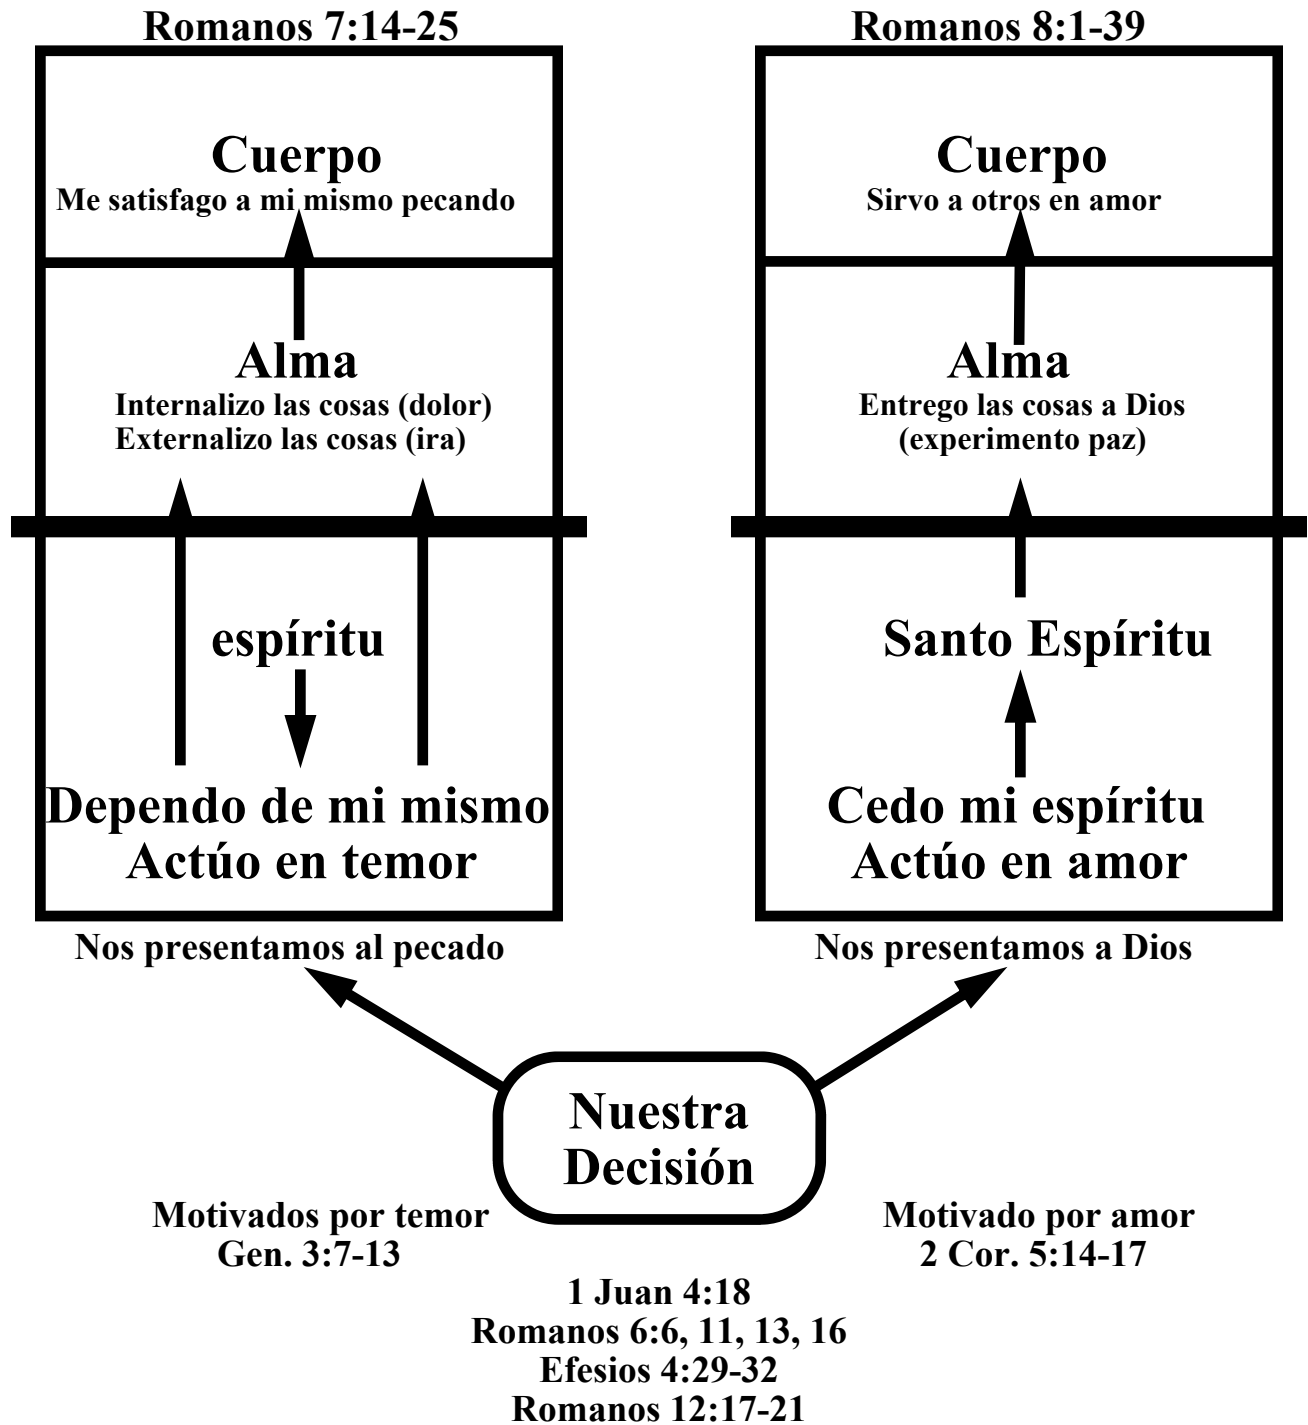 Romanos 7:14-25
Cuerpo
Me satisfago a mi mismo pecando
Alma
Internalizo las cosas (dolor)
Externalizo las cosas (ira)
espíritu
Dependo de mi mismo
Actúo en temor
Nos presentamos al pecado
Romanos 8:1-39
Cuerpo
Sirvo a otros en amor
Alma
Entrego las cosas a Dios
(experimento paz)
Santo Espíritu
Cedo mi espíritu
Actúo en amor
Nos presentamos a Dios
Nuestra
Decisión
Motivados por temor
Gen. 3:7-13
Motivado por amor
2 Cor. 5:14-17
1 Juan 4:18
Romanos 6:6, 11, 13, 16
Efesios 4:29-32
Romanos 12:17-21